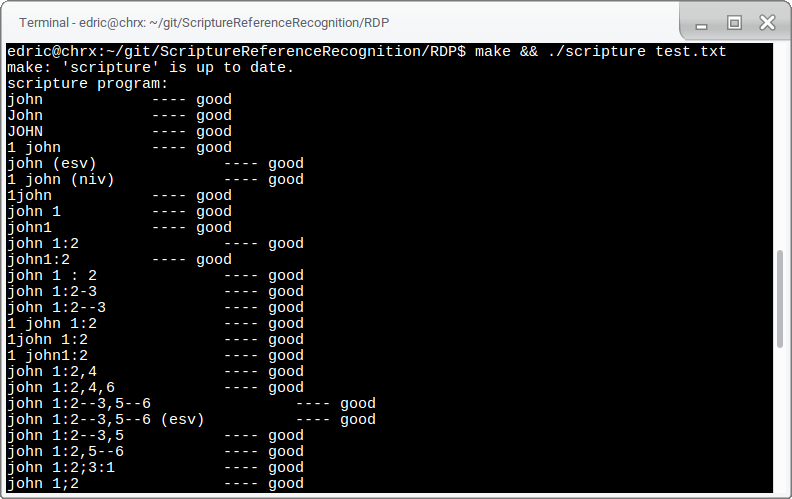 Terminal - edric@chrx: ~/git/ScriptureReferenceRecognition/RDP
edric@chrx:~/git/ScriptureReferenceRecognition/RDP$ make && ./scripture test.txt
make: 'scripture' is up to date.
scripture program:
john            ---- good
John            ---- good
JOHN            ---- good
1 john          ---- good
john (esv)              ---- good
1 john (niv)            ---- good
1john           ---- good
john 1          ---- good
john1           ---- good
john 1:2                ---- good
john1:2         ---- good
john 1 : 2              ---- good
john 1:2-3              ---- good
john 1:2--3             ---- good
1 john 1:2              ---- good
1john 1:2               ---- good
1 john1:2               ---- good
john 1:2,4              ---- good
john 1:2,4,6            ---- good
john 1:2--3,5--6                ---- good
john 1:2--3,5--6 (esv)          ---- good
john 1:2--3,5           ---- good
john 1:2,5--6           ---- good
john 1:2;3:1            ---- good
john 1;2                ---- good